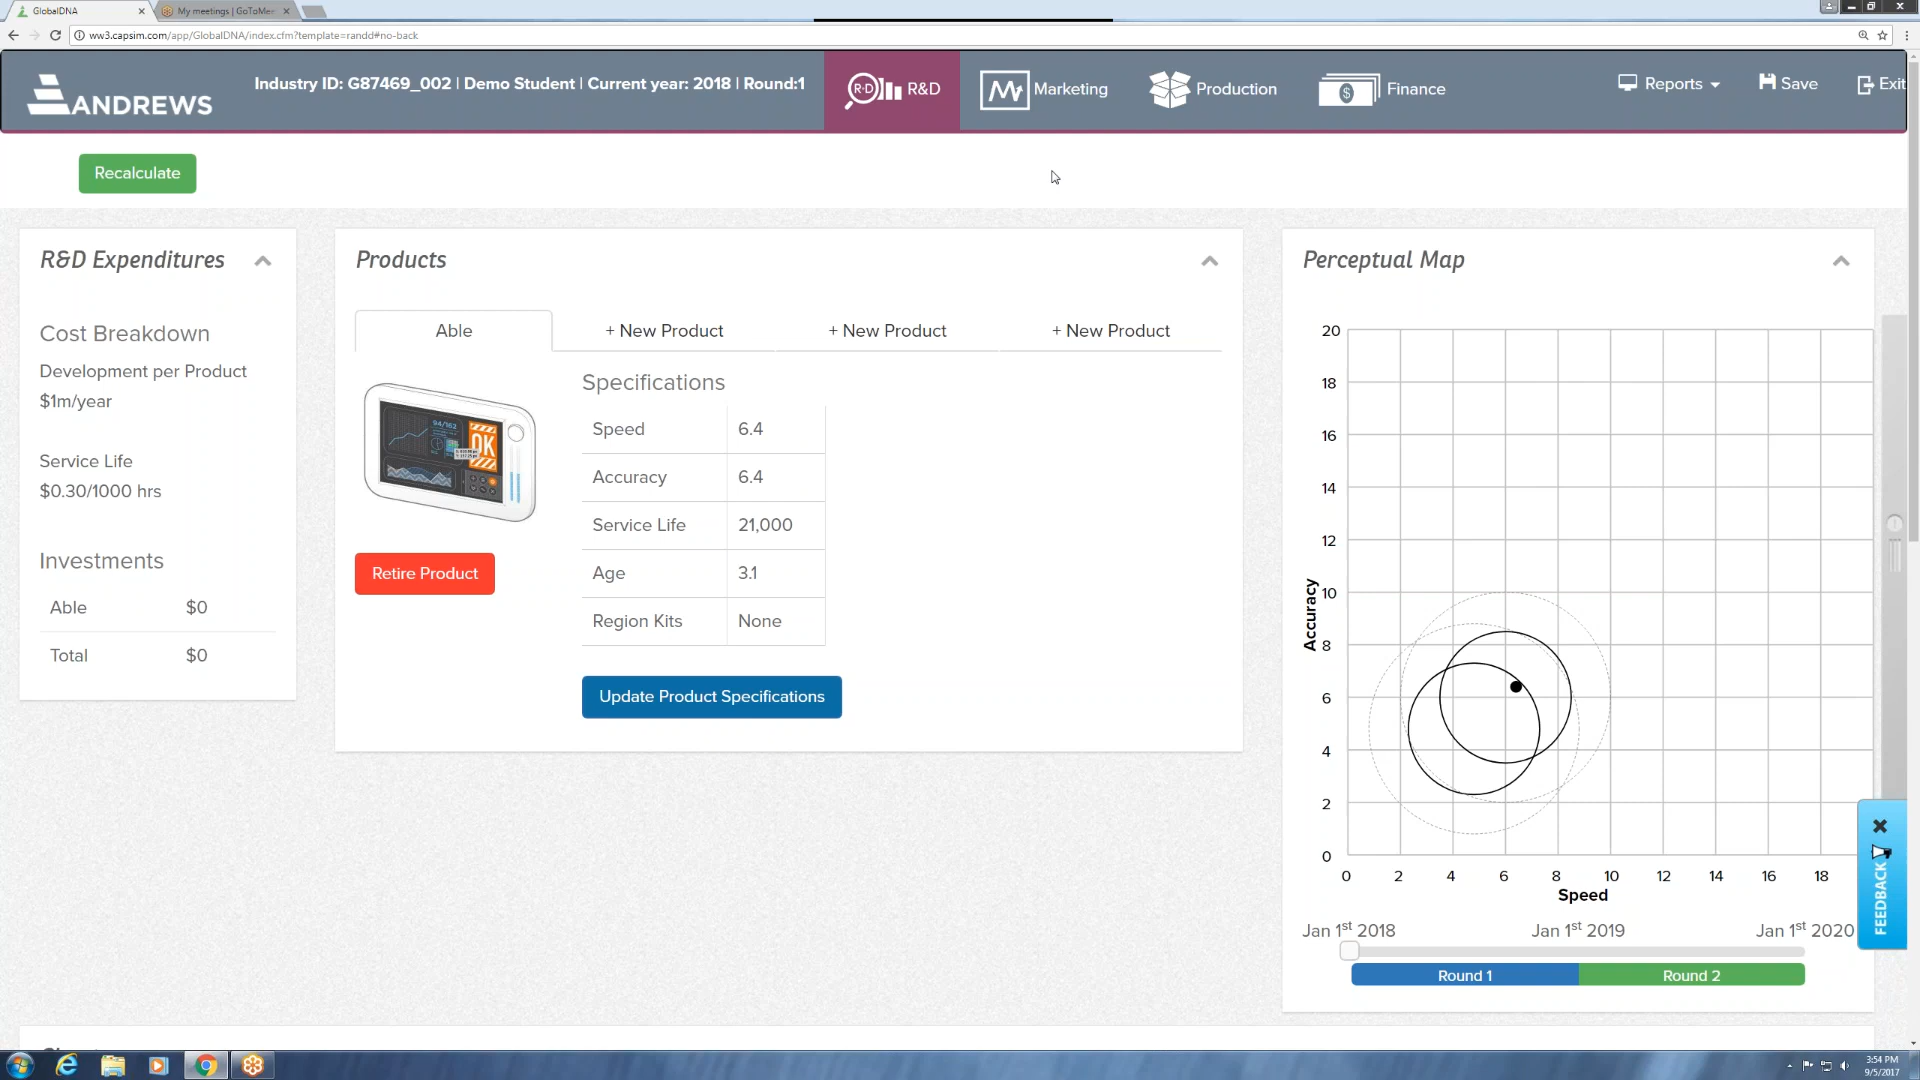 GlobalDNA
My meetings | GoToMee
ww3.capsim.com/app/GlobalDNA/index.cfm?template=randd#no-back
ANDREWS
Industry ID: G87469_002 | Demo Student | Current year: 2018 | Round:1
R·D
R&D
Marketing
Production
$
Finance
Reports
Save
Exit
Recalculate
R&D Expenditures
Cost Breakdown
Development per Product
$1m/year
Service Life
$0.30/1000 hrs
Investments
Able $0
Total $0
Products
Able
+ New Product
+ New Product
+ New Product
94/162
OK
Retire Product
Specifications
Speed 6.4
Accuracy 6.4
Service Life 21,000
Age 3.1
Region Kits None
Update Product Specifications
Perceptual Map
20
18
16
14
12
10
8
6
4
2
0
Accuracy
0 2 4 6 8 10 12 14 16 18
Speed
Jan 1st 2018 Jan 1st 2019 Jan 1st 2020
Round 1 Round 2
FEEDBACK
3:54 PM
9/5/2017